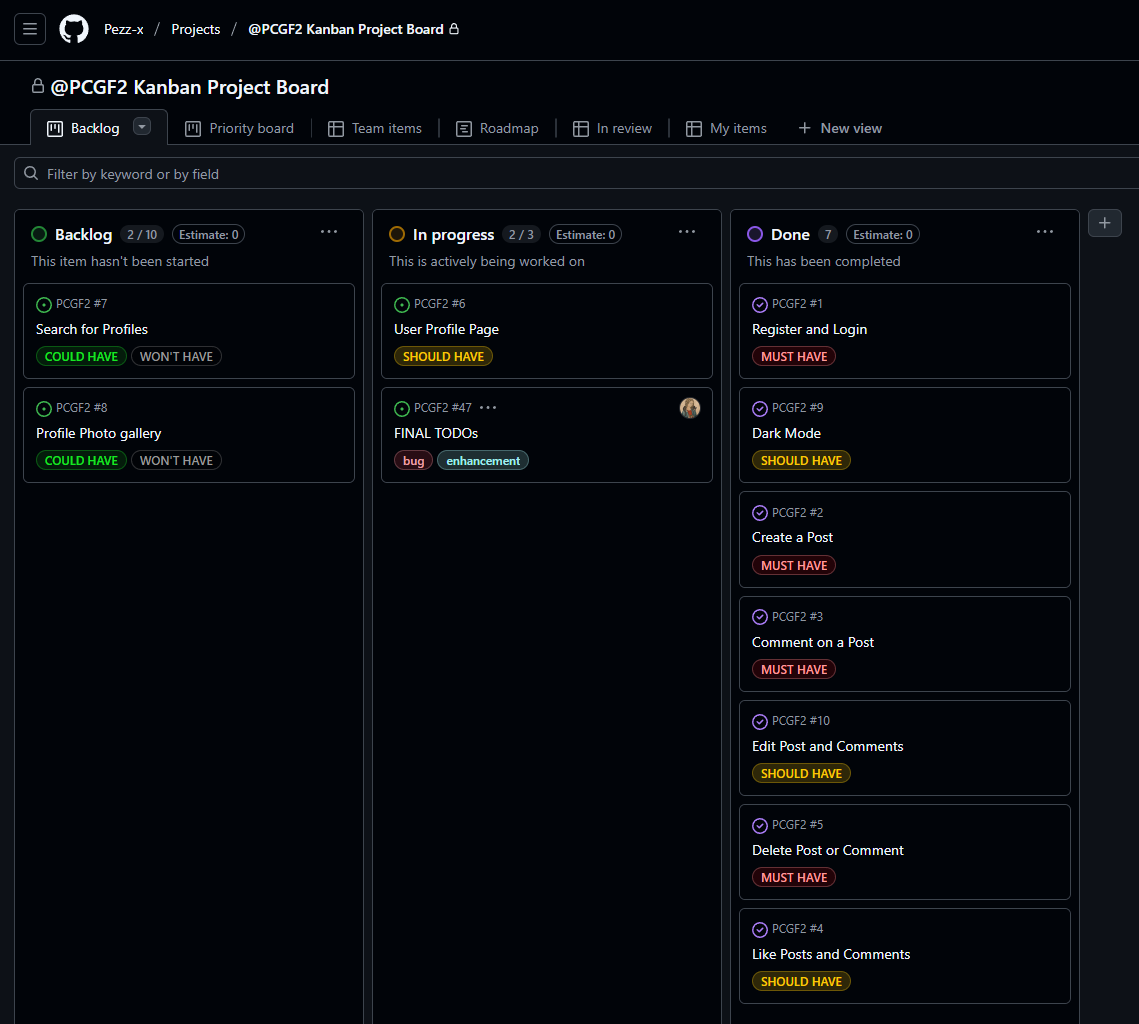 Pezz-x / Projects / @PCGF2 Kanban Project Board
@PCGF2 Kanban Project Board
Backlog Priority board Team items Roadmap In review My items + New view
Filter by keyword or by field
Backlog 2 / 10 Estimate: 0 ...
This item hasn't been started
PCGF2 #7
Search for Profiles
COULD HAVE WON'T HAVE
PCGF2 #8
Profile Photo gallery
COULD HAVE WON'T HAVE
In progress 2 / 3 Estimate: 0 ...
This is actively being worked on
PCGF2 #6
User Profile Page
SHOULD HAVE
PCGF2 #47 ...
FINAL TODOs
bug enhancement
Done 7 Estimate: 0 ...
This has been completed
PCGF2 #1
Register and Login
MUST HAVE
PCGF2 #9
Dark Mode
SHOULD HAVE
PCGF2 #2
Create a Post
MUST HAVE
PCGF2 #3
Comment on a Post
MUST HAVE
PCGF2 #10
Edit Post and Comments
SHOULD HAVE
PCGF2 #5
Delete Post or Comment
MUST HAVE
PCGF2 #4
Like Posts and Comments
SHOULD HAVE
+